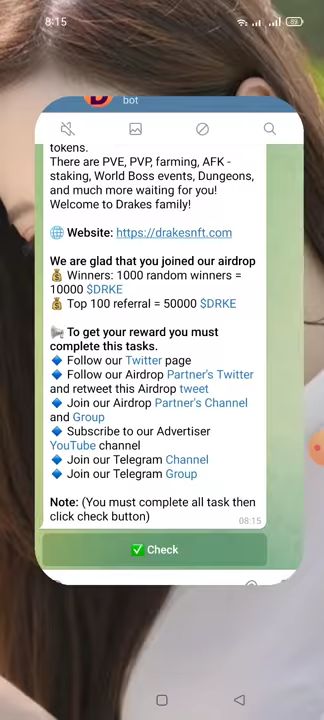 8:15
bot
tokens.
There are PVE, PVP, farming, AFK -
staking, World Boss events, Dungeons,
and much more waiting for you!
Welcome to Drakes family!
🌐 Website: https://drakesnft.com
We are glad that you joined our airdrop
💰 Winners: 1000 random winners =
10000 $DRKE
💰 Top 100 referral = 50000 $DRKE
📢 To get your reward you must
complete this tasks.
🔹 Follow our Twitter page
🔹 Follow our Airdrop Partner's Twitter
and retweet this Airdrop tweet
🔹 Join our Airdrop Partner's Channel
and Group
🔹 Subscribe to our Advertiser
YouTube channel
🔹 Join our Telegram Channel
🔹 Join our Telegram Group
Note: (You must complete all task then
click check button)
08:15
✅ Check